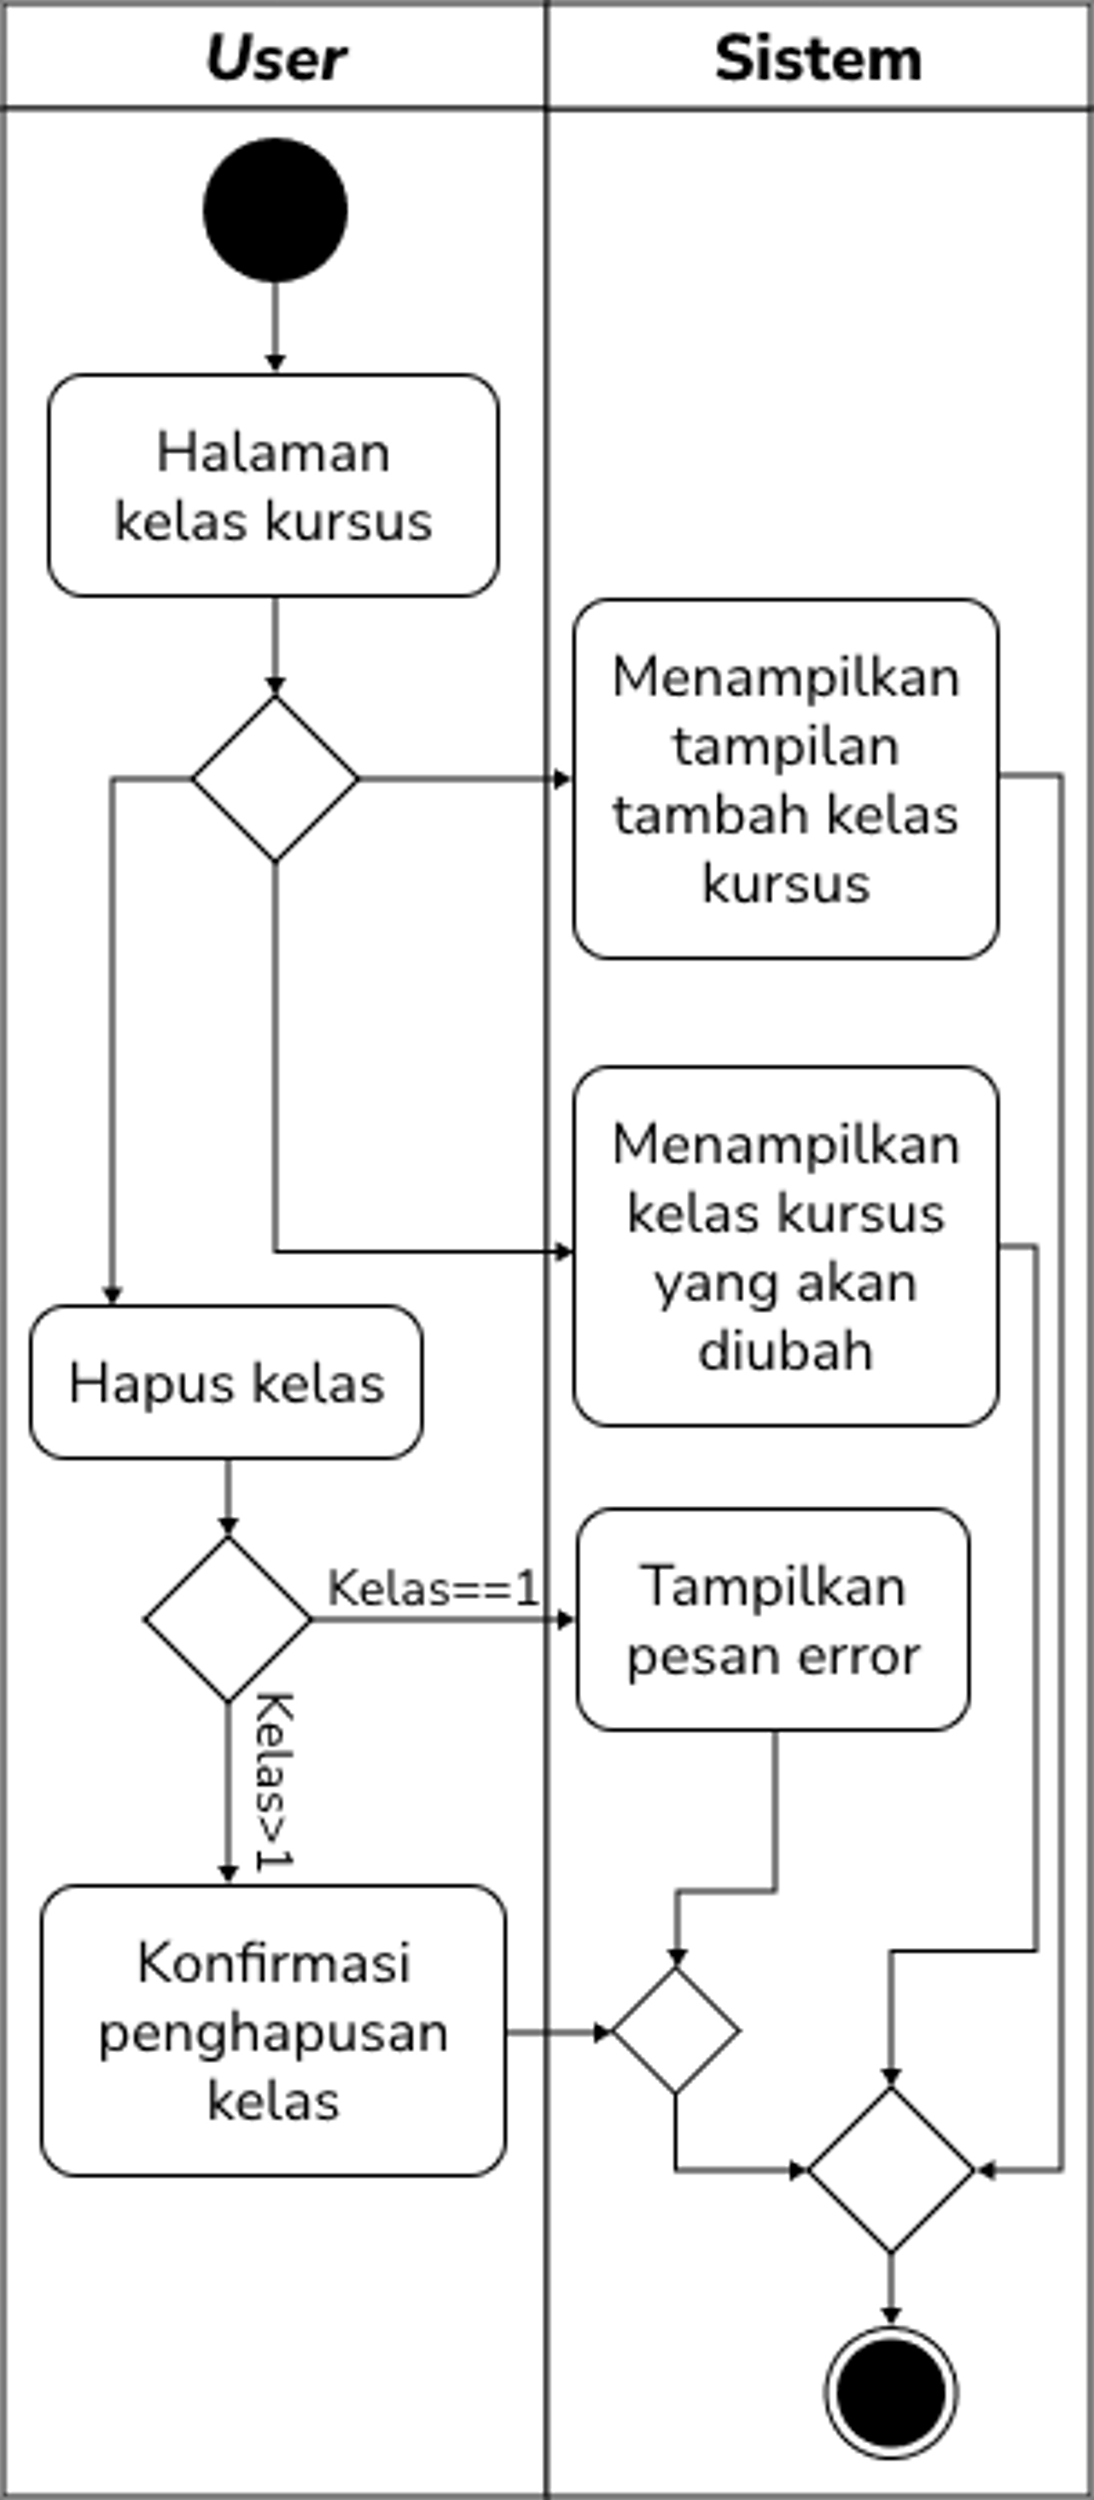 User
Sistem
Halaman
kelas kursus
Menampilkan
tampilan
tambah kelas
kursus
Menampilkan
kelas kursus
yang akan
diubah
Hapus kelas
Kelas==1
Tampilkan
pesan error
Kelas>1
Konfirmasi
penghapusan
kelas